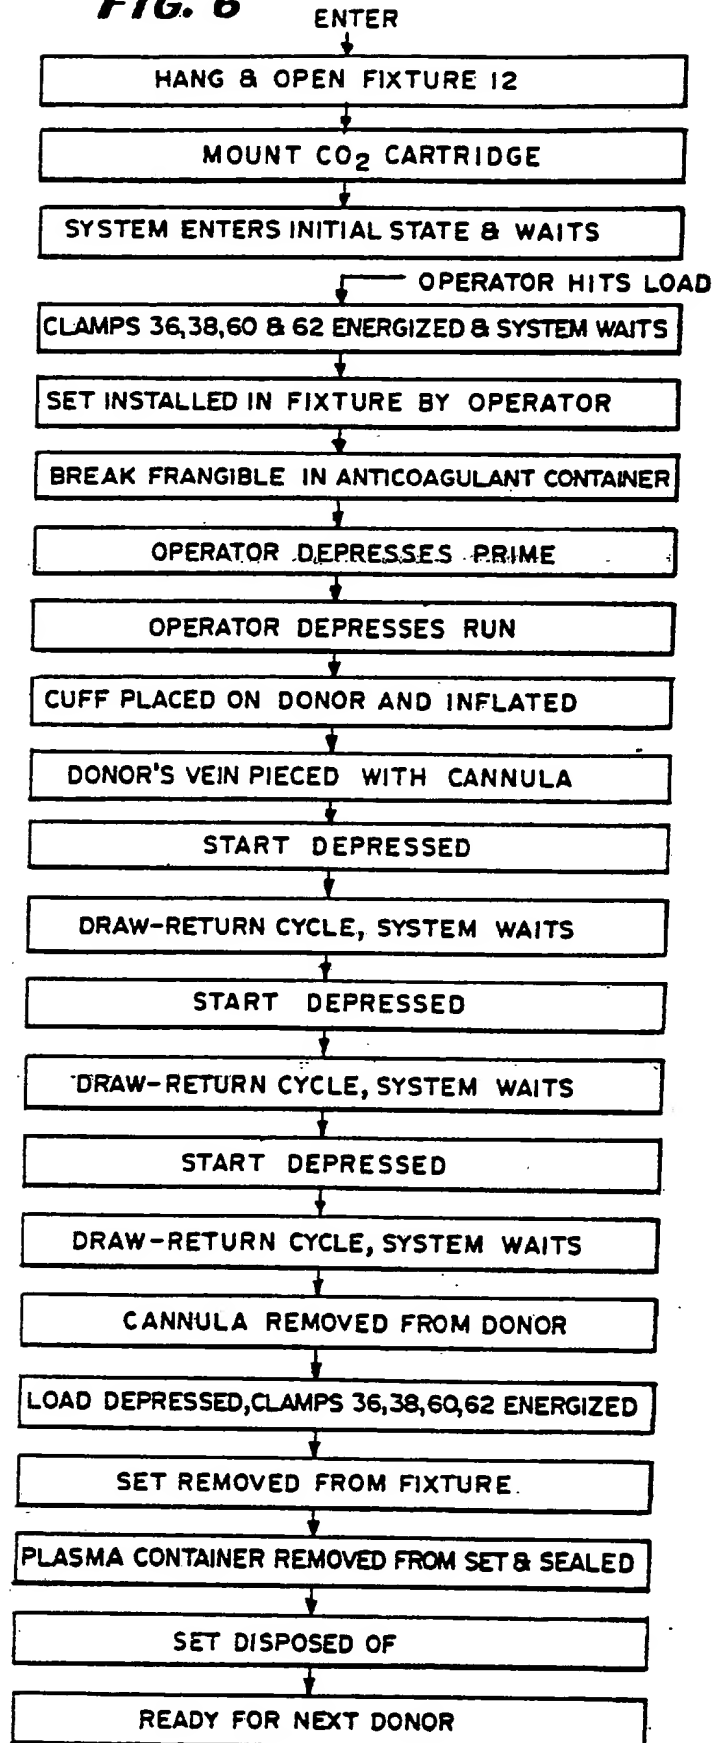 FIG. 6
ENTER
HANG & OPEN FIXTURE 12
MOUNT CO2 CARTRIDGE
SYSTEM ENTERS INITIAL STATE & WAITS
OPERATOR HITS LOAD
CLAMPS 36,38,60 & 62 ENERGIZED & SYSTEM WAITS
SET INSTALLED IN FIXTURE BY OPERATOR
BREAK FRANGIBLE IN ANTICOAGULANT CONTAINER
OPERATOR DEPRESSES PRIME
OPERATOR DEPRESSES RUN
CUFF PLACED ON DONOR AND INFLATED
DONOR'S VEIN PIECED WITH CANNULA
START DEPRESSED
DRAW-RETURN CYCLE, SYSTEM WAITS
START DEPRESSED
DRAW-RETURN CYCLE, SYSTEM WAITS
START DEPRESSED
DRAW-RETURN CYCLE, SYSTEM WAITS
CANNULA REMOVED FROM DONOR
LOAD DEPRESSED, CLAMPS 36,38,60,62 ENERGIZED
SET REMOVED FROM FIXTURE.
PLASMA CONTAINER REMOVED FROM SET & SEALED
SET DISPOSED OF
READY FOR NEXT DONOR